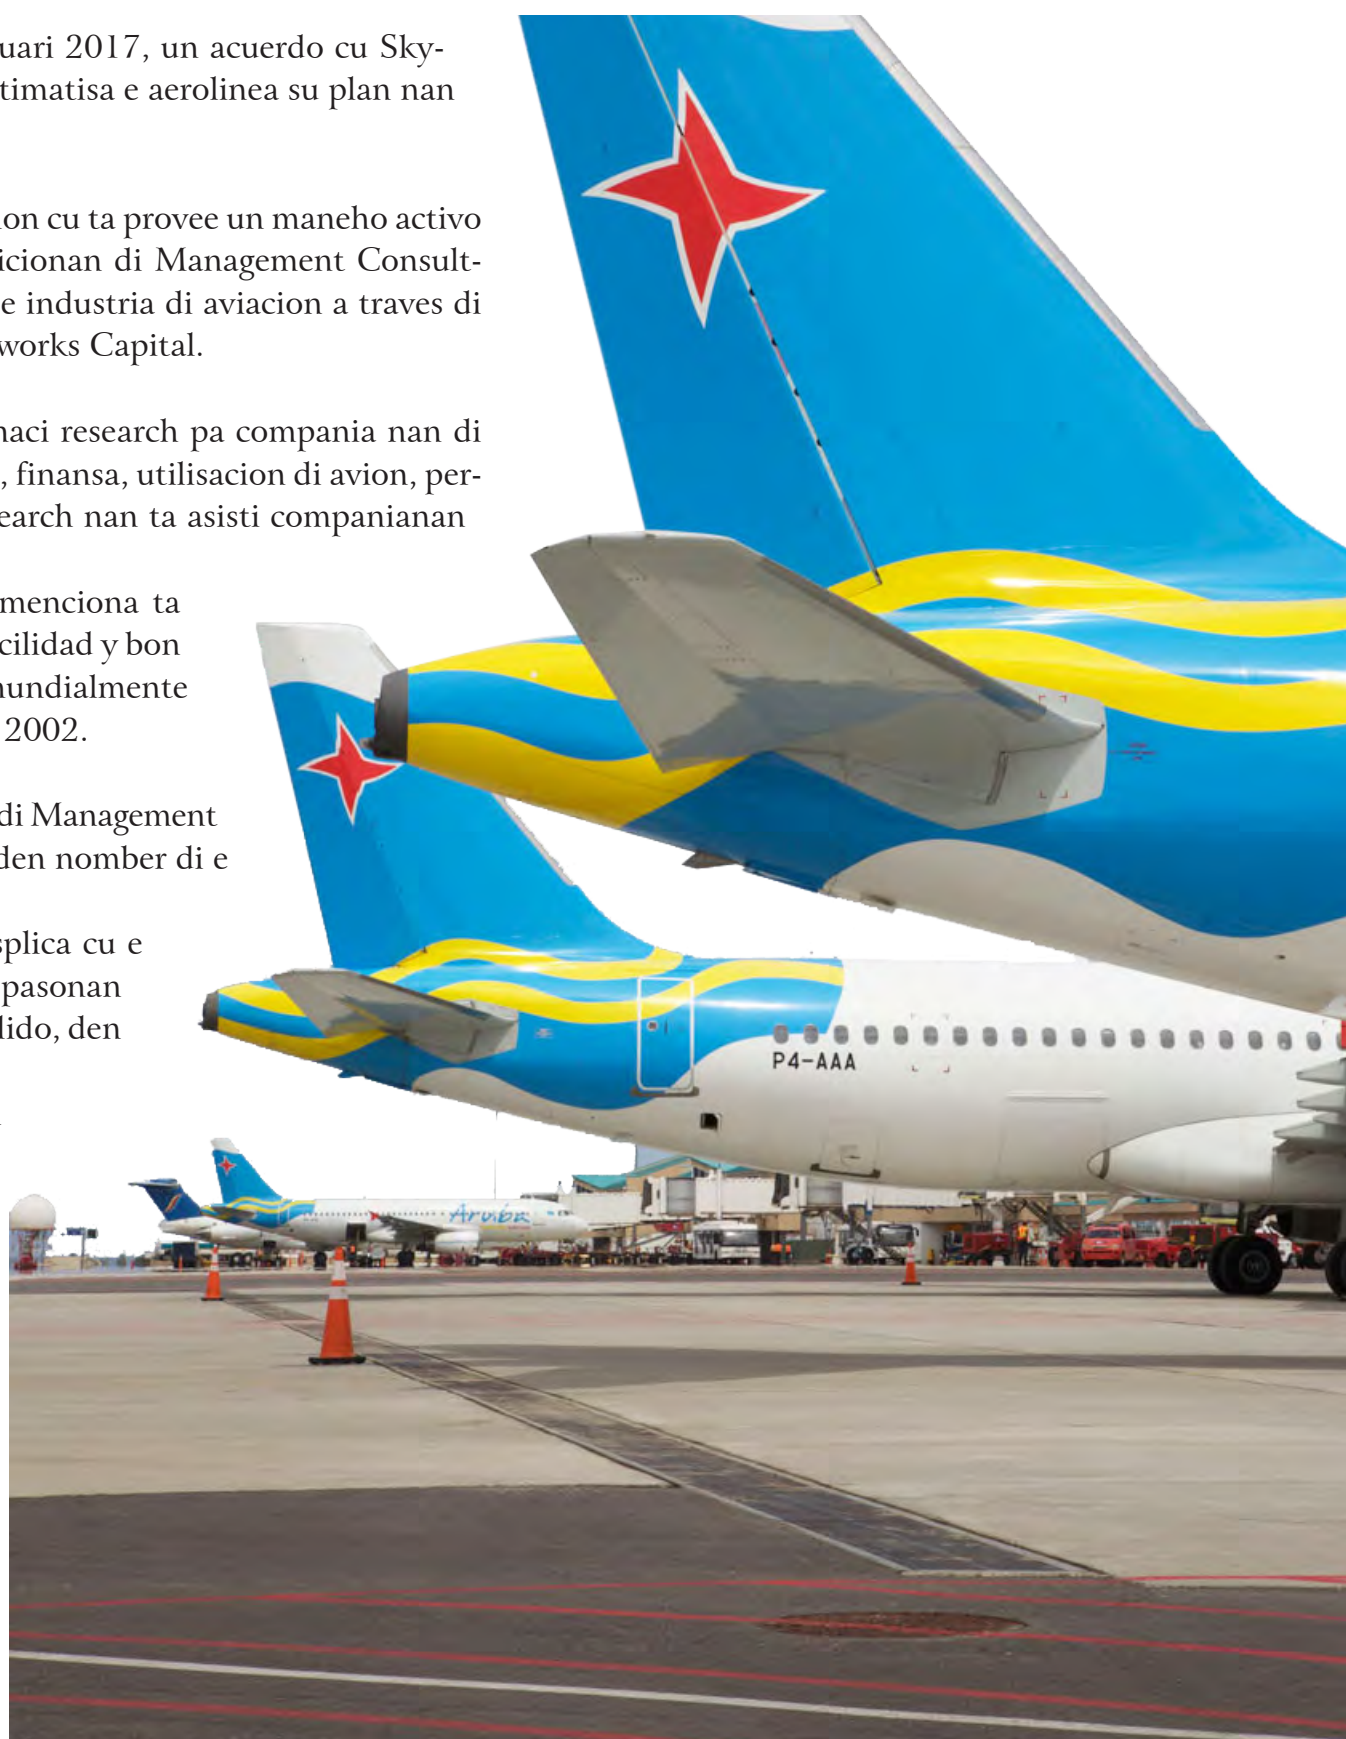 uari 2017, un acuerdo cu Sky-
timatisa e aerolinea su plan nan
ion cu ta provee un maneho activo
icionan di Management Consult-
e industria di aviacion a traves di
works Capital.
naci research pa compania nan di
, finansa, utilisacion di avion, per-
search nan ta asisti companianan
menciona ta
cilidad y bon
mundialmente
2002.
di Management
den nomber di e
splica cu e
pasonan
lido, den
P4-AAA
Aruba